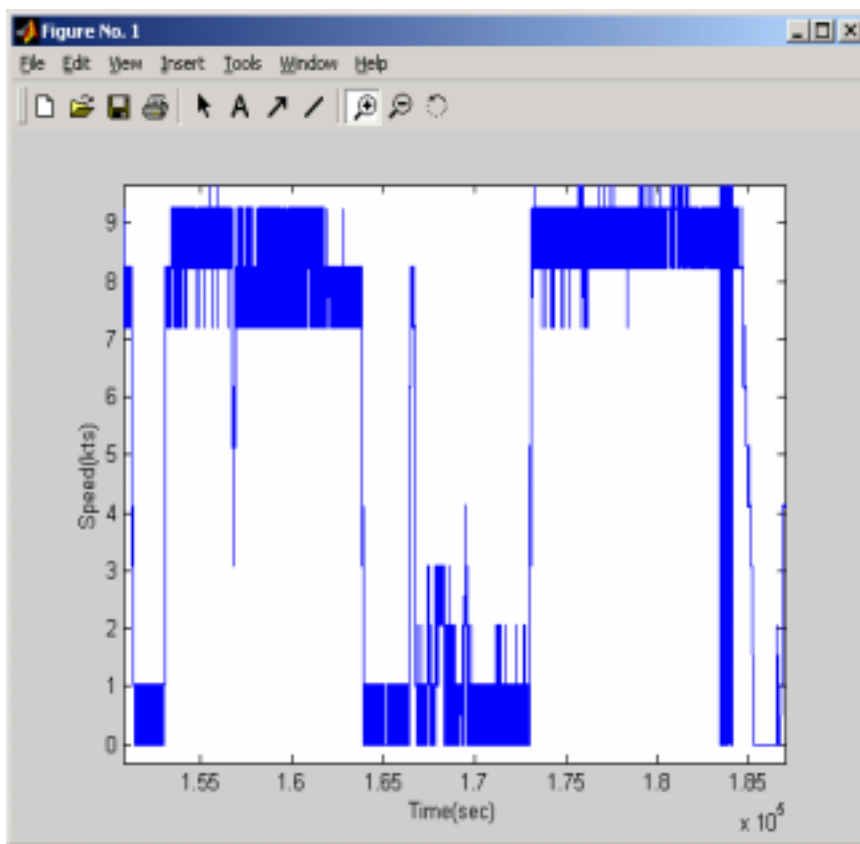 Figure No. 1
File Edit View Insert Tools Window Help
A
9
8
7
6
5
4
3
2
1
0
Speed(kts)
1.55 1.6 1.65 1.7 1.75 1.8 1.85
Time(sec)
x 10⁵